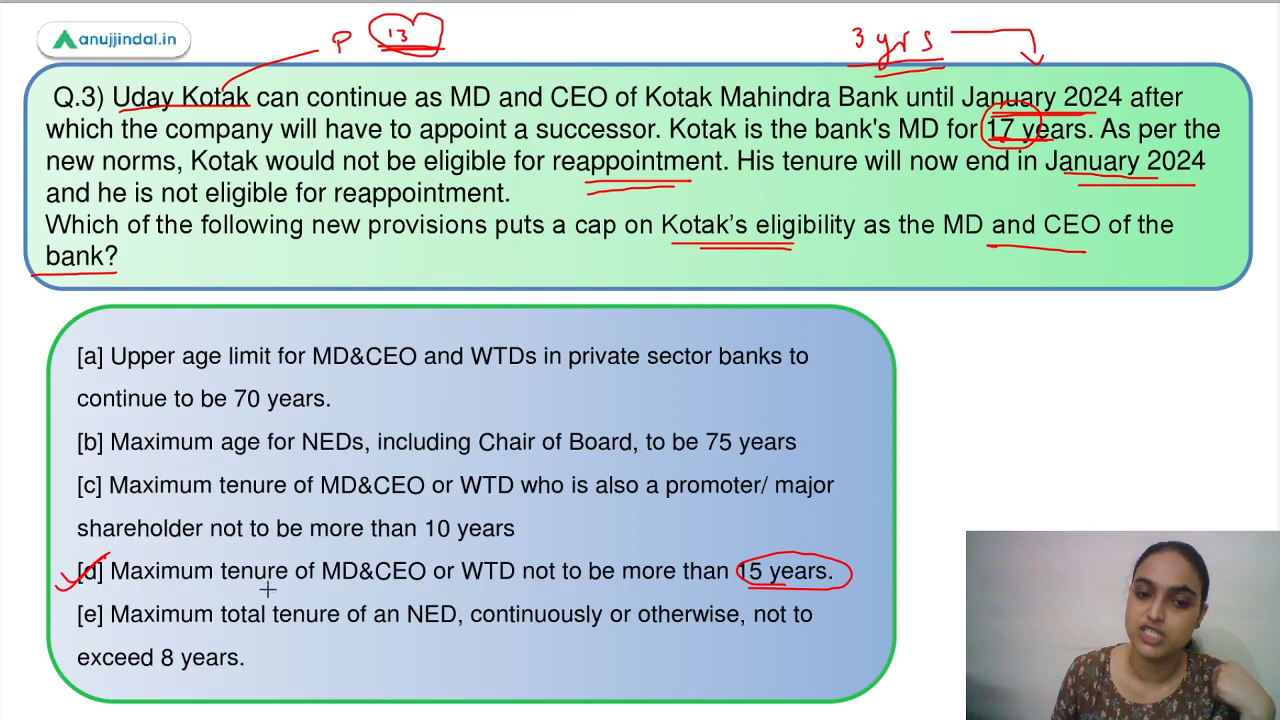 anujjindal.in
P 13
3 yrs
Q.3) Uday Kotak can continue as MD and CEO of Kotak Mahindra Bank until January 2024 after
which the company will have to appoint a successor. Kotak is the bank's MD for 17 years. As per the
new norms, Kotak would not be eligible for reappointment. His tenure will now end in January 2024
and he is not eligible for reappointment.
Which of the following new provisions puts a cap on Kotak’s eligibility as the MD and CEO of the
bank?
[a] Upper age limit for MD&CEO and WTDs in private sector banks to
continue to be 70 years.
[b] Maximum age for NEDs, including Chair of Board, to be 75 years
[c] Maximum tenure of MD&CEO or WTD who is also a promoter/ major
shareholder not to be more than 10 years
[d] Maximum tenure of MD&CEO or WTD not to be more than 15 years.
[e] Maximum total tenure of an NED, continuously or otherwise, not to
exceed 8 years.